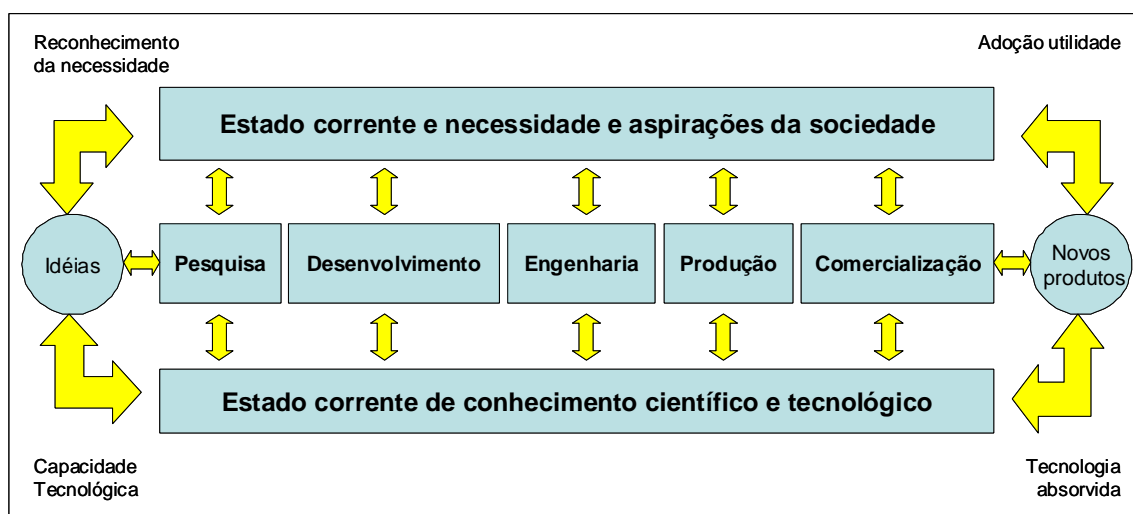 Reconhecimento
da necessidade
Adoção utilidade
Estado corrente e necessidade e aspirações da sociedade
Idéias
Pesquisa
Desenvolvimento
Engenharia
Produção
Comercialização
Novos
produtos
Estado corrente de conhecimento científico e tecnológico
Capacidade
Tecnológica
Tecnologia
absorvida